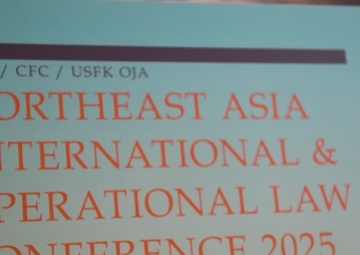 / CFC / USFK OJA
ORTHEAST ASIA
NTERNATIONAL &
PERATIONAL LAW
ONFERENCE 2025